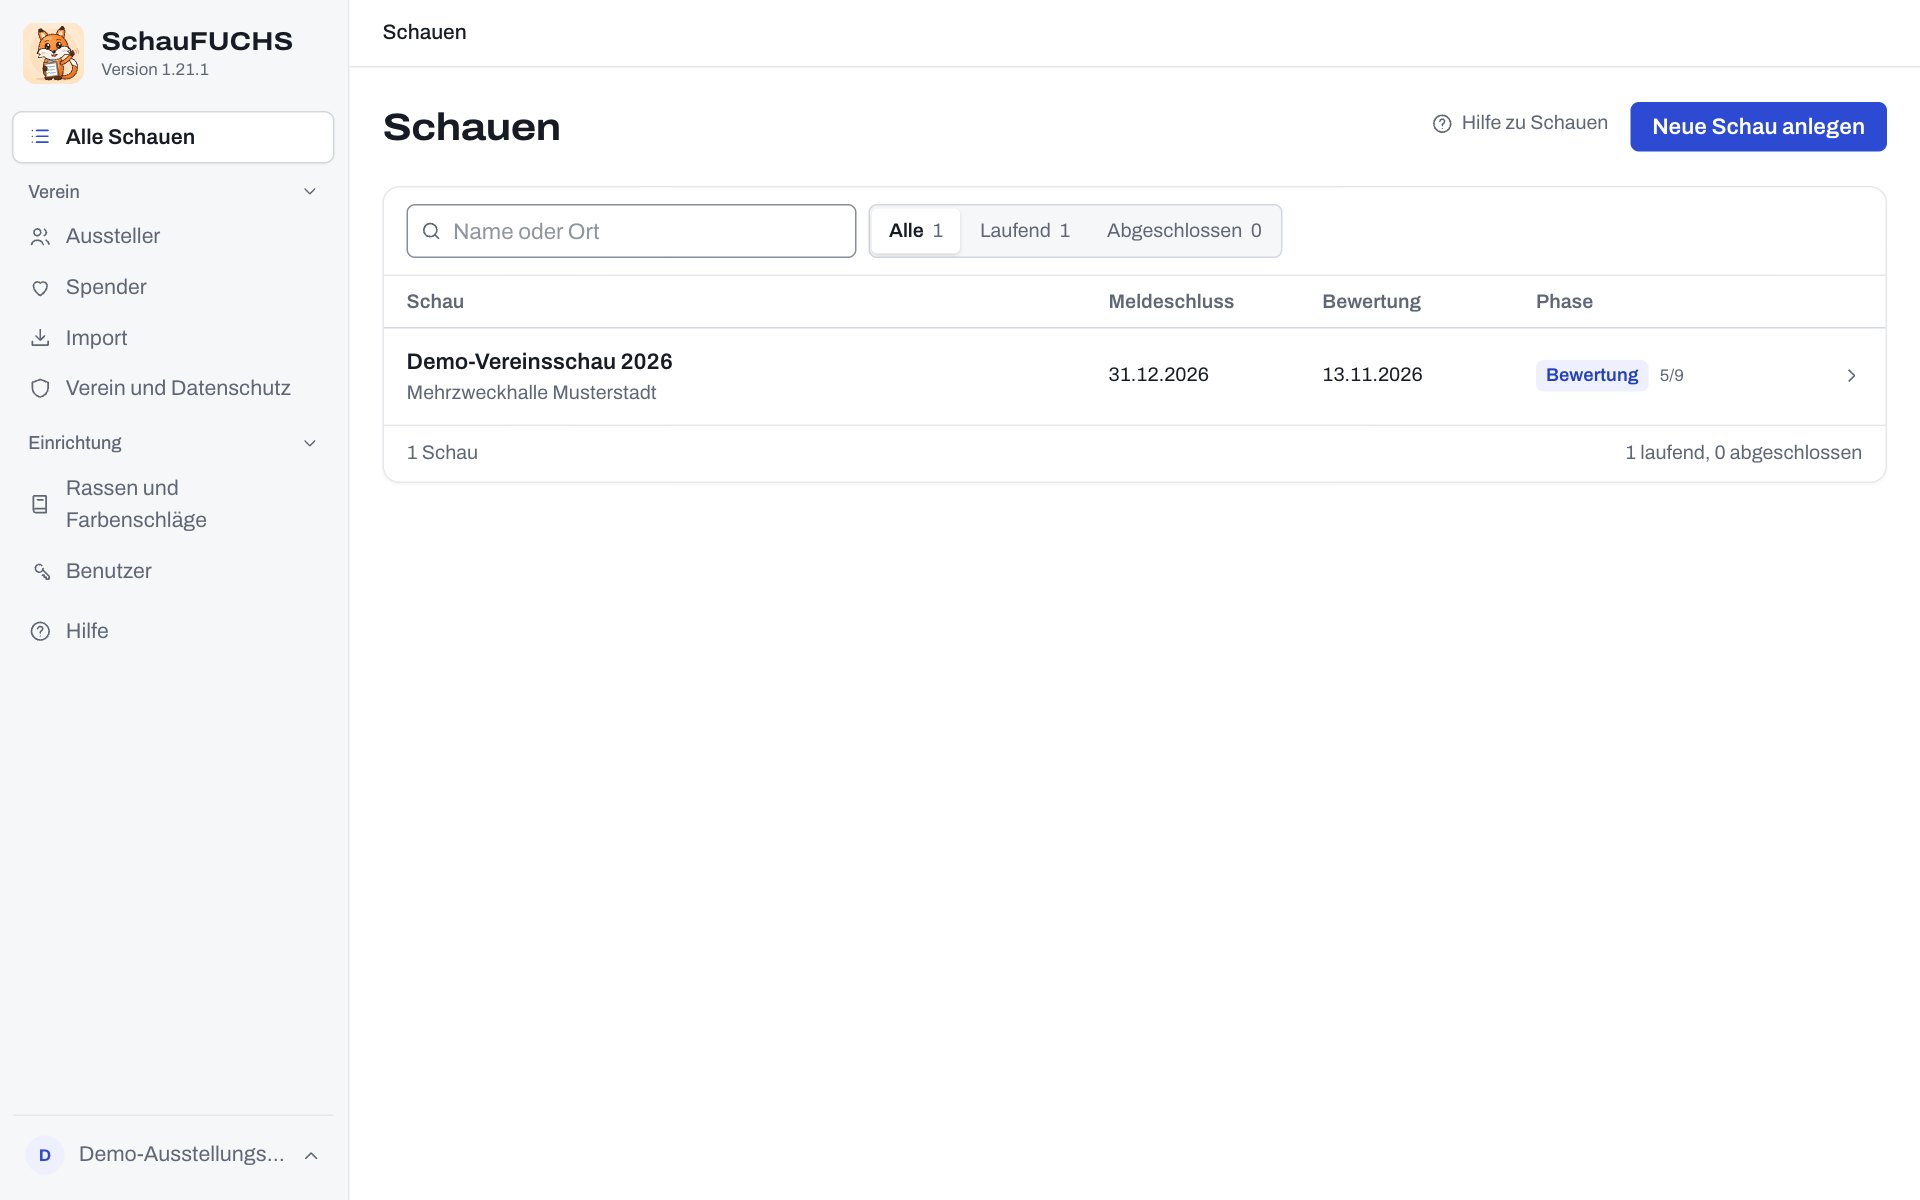 SchauFUCHS
Version 1.21.1
Alle Schauen
Verein
Aussteller
Spender
Import
Verein und Datenschutz
Einrichtung
Rassen und
Farbenschläge
Benutzer
Hilfe
D Demo-Ausstellungs...
Schauen
Schauen
Hilfe zu Schauen
Neue Schau anlegen
Name oder Ort
Alle 1 Laufend 1 Abgeschlossen 0
Schau Meldeschluss Bewertung Phase
Demo-Vereinsschau 2026
Mehrzweckhalle Musterstadt
31.12.2026 13.11.2026 Bewertung 5/9
1 Schau 1 laufend, 0 abgeschlossen